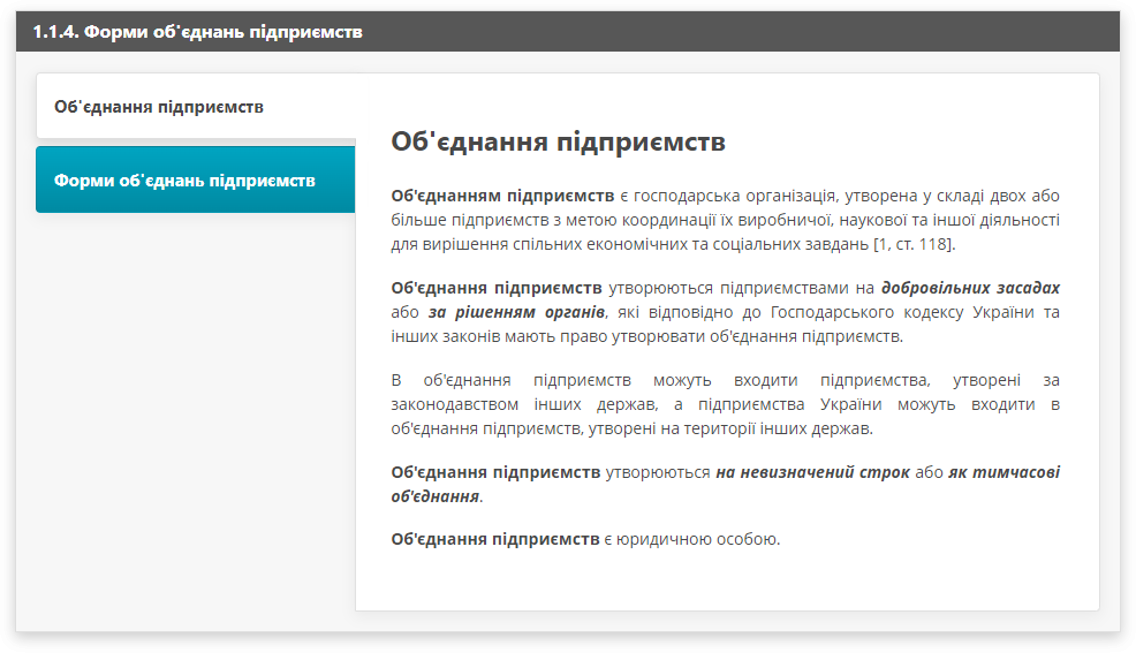 1.1.4. Форми об'єднань підприємств
Об'єднання підприємств
Форми об'єднань підприємств
Об'єднання підприємств
Об'єднанням підприємств є господарська організація, утворена у складі двох або
більше підприємств з метою координації їх виробничої, наукової та іншої діяльності
для вирішення спільних економічних та соціальних завдань [1, ст. 118].
Об'єднання підприємств утворюються підприємствами на добровільних засадах
або за рішенням органів, які відповідно до Господарського кодексу України та
інших законів мають право утворювати об'єднання підприємств.
В об'єднання підприємств можуть входити підприємства, утворені за
законодавством інших держав, а підприємства України можуть входити в
об'єднання підприємств, утворені на території інших держав.
Об'єднання підприємств утворюються на невизначений строк або як тимчасові
об'єднання.
Об'єднання підприємств є юридичною особою.